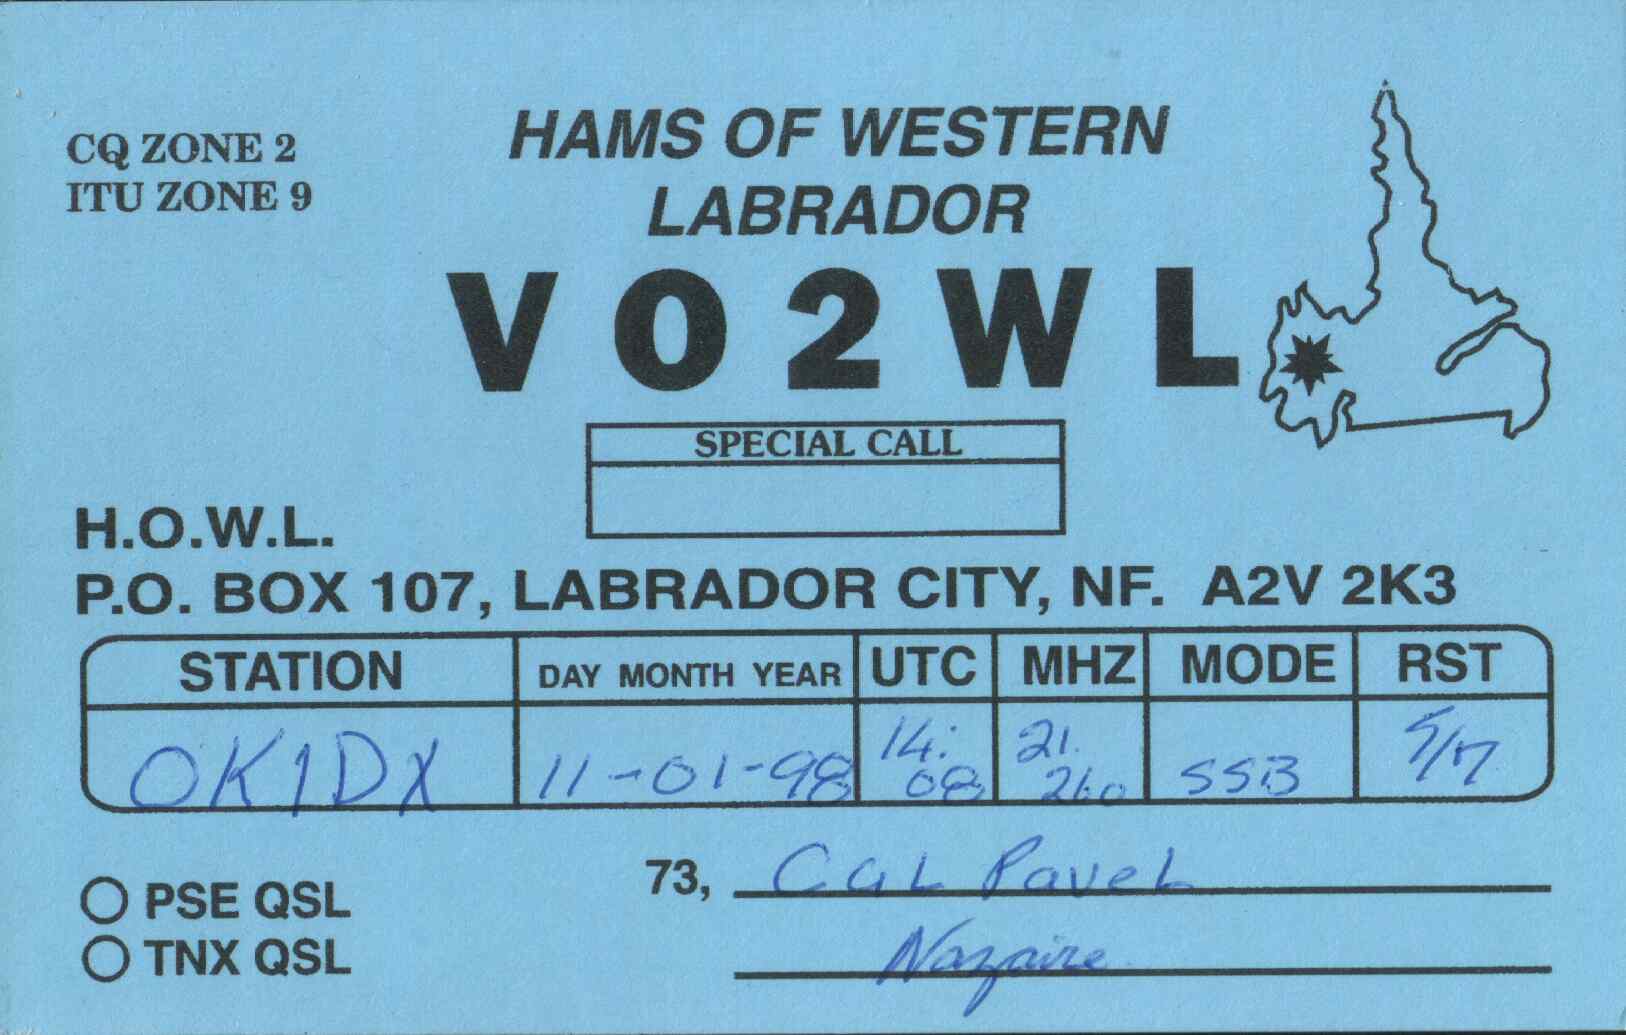 CQ ZONE 2
ITU ZONE 9
HAMS OF WESTERN
LABRADOR
VO2WL
SPECIAL CALL
H.O.W.L.
P.O. BOX 107, LABRADOR CITY, NF. A2V 2K3
STATION DAY MONTH YEAR UTC MHZ MODE RST
OK1DX 11-01-98 14:08 21.260 SSB 5/7
PSE QSL
TNX QSL
73, Pavel
Nazaire